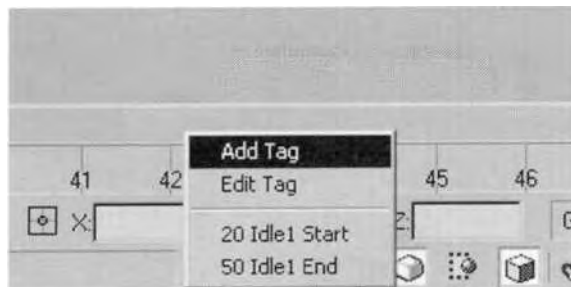 Add Tag
Edit Tag
20 Idle1 Start
50 Idle1 End
41 42 45 46
X: Z: